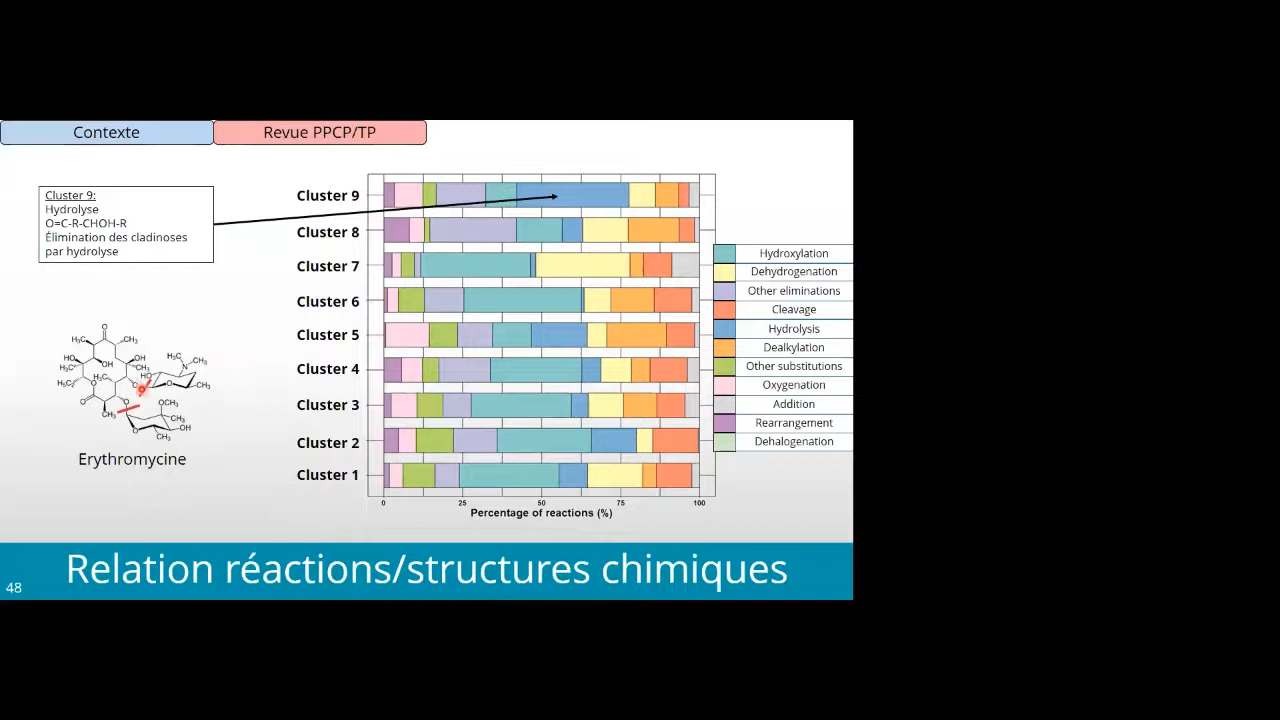 Contexte
Revue PPCP/TP
Cluster 9:
Hydrolyse
O=C-R-CHOH-R
Élimination des cladinoses
par hydrolyse
Erythromycine
Cluster 9
Cluster 8
Cluster 7
Cluster 6
Cluster 5
Cluster 4
Cluster 3
Cluster 2
Cluster 1
0 25 50 75 100
Percentage of reactions (%)
Hydroxylation
Dehydrogenation
Other eliminations
Cleavage
Hydrolysis
Dealkylation
Other substitutions
Oxygenation
Addition
Rearrangement
Dehalogenation
Relation réactions/structures chimiques
48